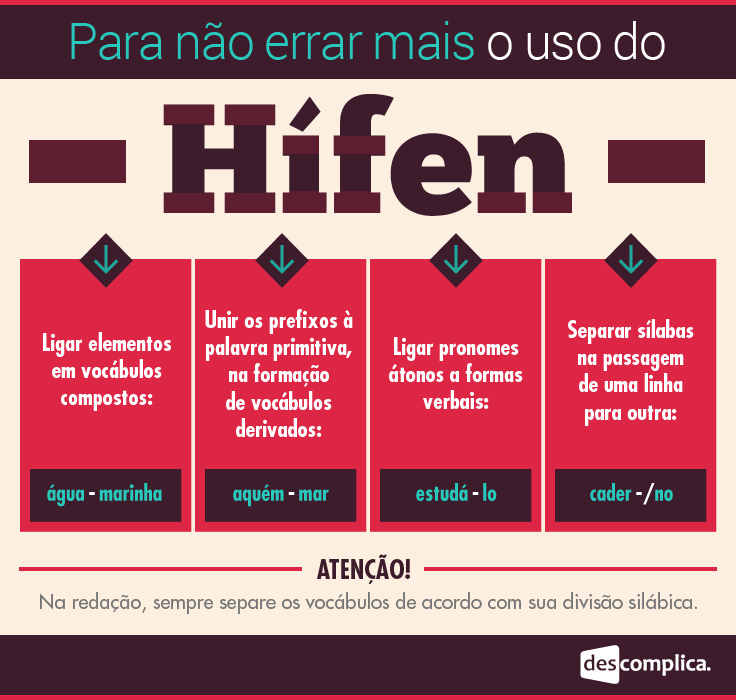 Para não errar mais o uso do
Hífen
Ligar elementos
em vocábulos
compostos:
água - marinha
Unir os prefixos à
palavra primitiva,
na formação
de vocábulos
derivados:
aquém - mar
Ligar pronomes
átonos a formas
verbais:
estudá - lo
Separar sílabas
na passagem
de uma linha
para outra:
cader -/no
ATENÇÃO!
Na redação, sempre separe os vocábulos de acordo com sua divisão silábica.
descomplica.